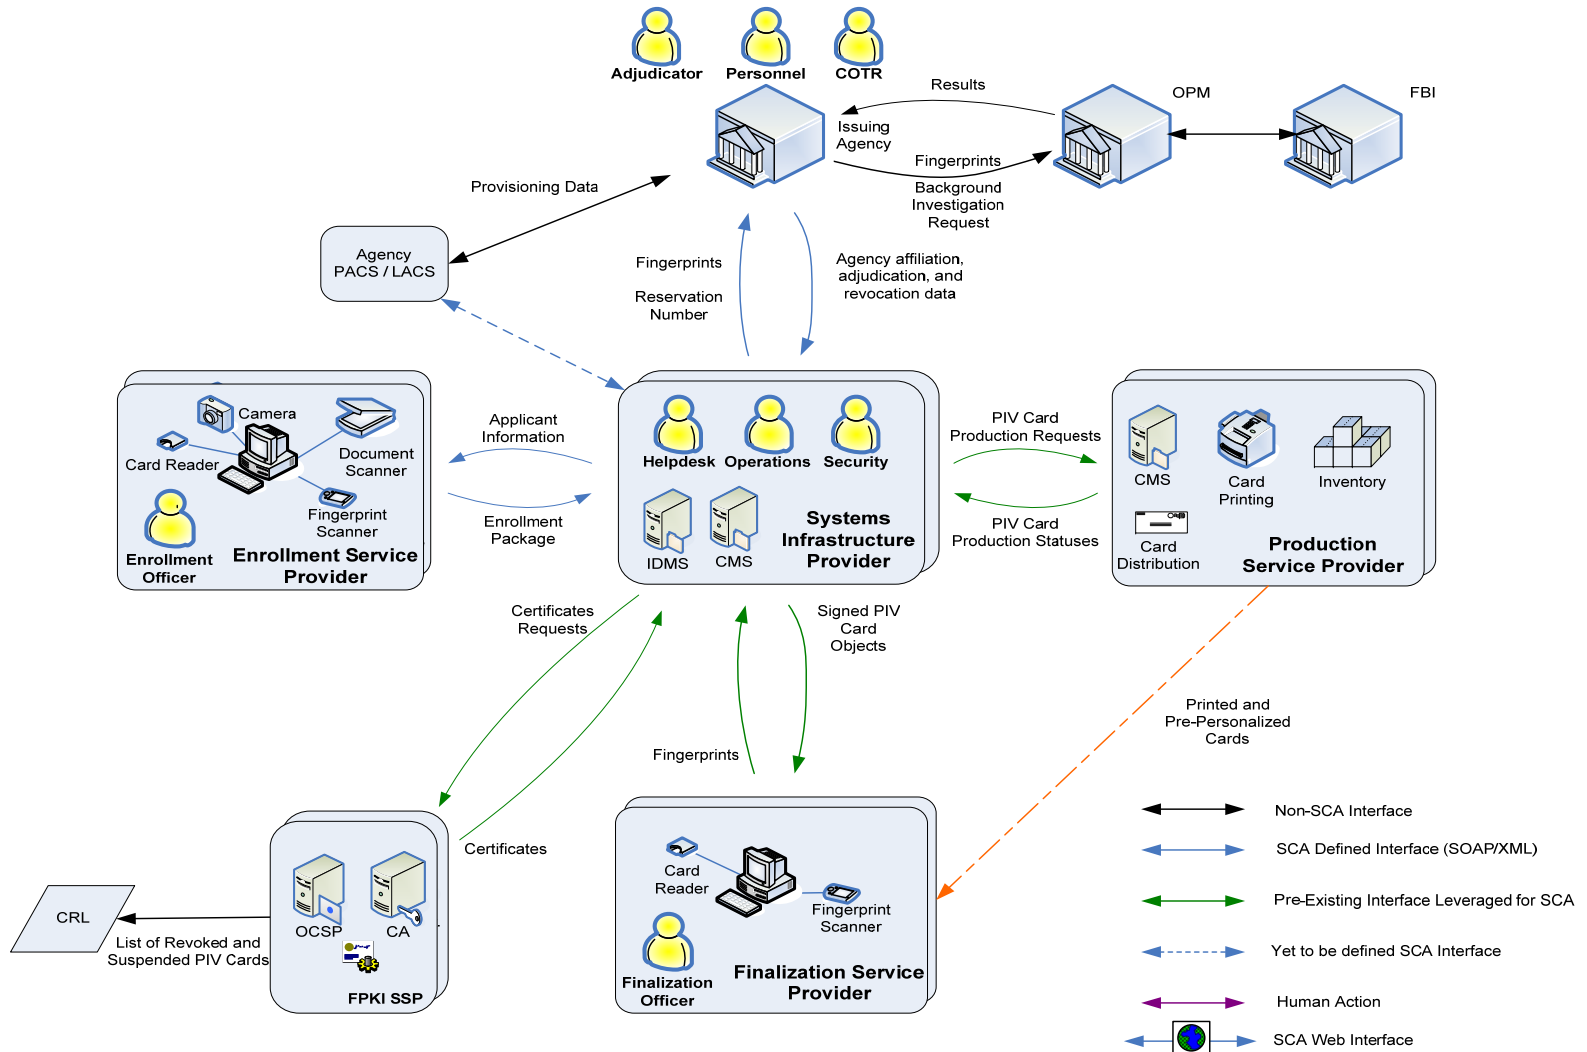 Adjudicator
Personnel
COTR
Results
OPM
FBI
Issuing
Agency
Fingerprints
Background
Investigation
Request
Provisioning Data
Agency
PACS / LACS
Fingerprints
Reservation
Number
Agency affiliation,
adjudication, and
revocation data
Camera
Card Reader
Document
Scanner
Fingerprint
Scanner
Enrollment
Officer
Enrollment Service
Provider
Applicant
Information
Enrollment
Package
Helpdesk
Operations
Security
IDMS
CMS
Systems
Infrastructure
Provider
PIV Card
Production Requests
PIV Card
Production Statuses
CMS
Card
Printing
Inventory
Card
Distribution
Production
Service Provider
Certificates
Requests
Signed PIV
Card
Objects
Fingerprints
Certificates
Printed and
Pre-Personalized
Cards
CRL
List of Revoked and
Suspended PIV Cards
OCSP
CA
FPKI SSP
Card
Reader
Fingerprint
Scanner
Finalization
Officer
Finalization Service
Provider
Non-SCA Interface
SCA Defined Interface (SOAP/XML)
Pre-Existing Interface Leveraged for SCA
Yet to be defined SCA Interface
Human Action
SCA Web Interface